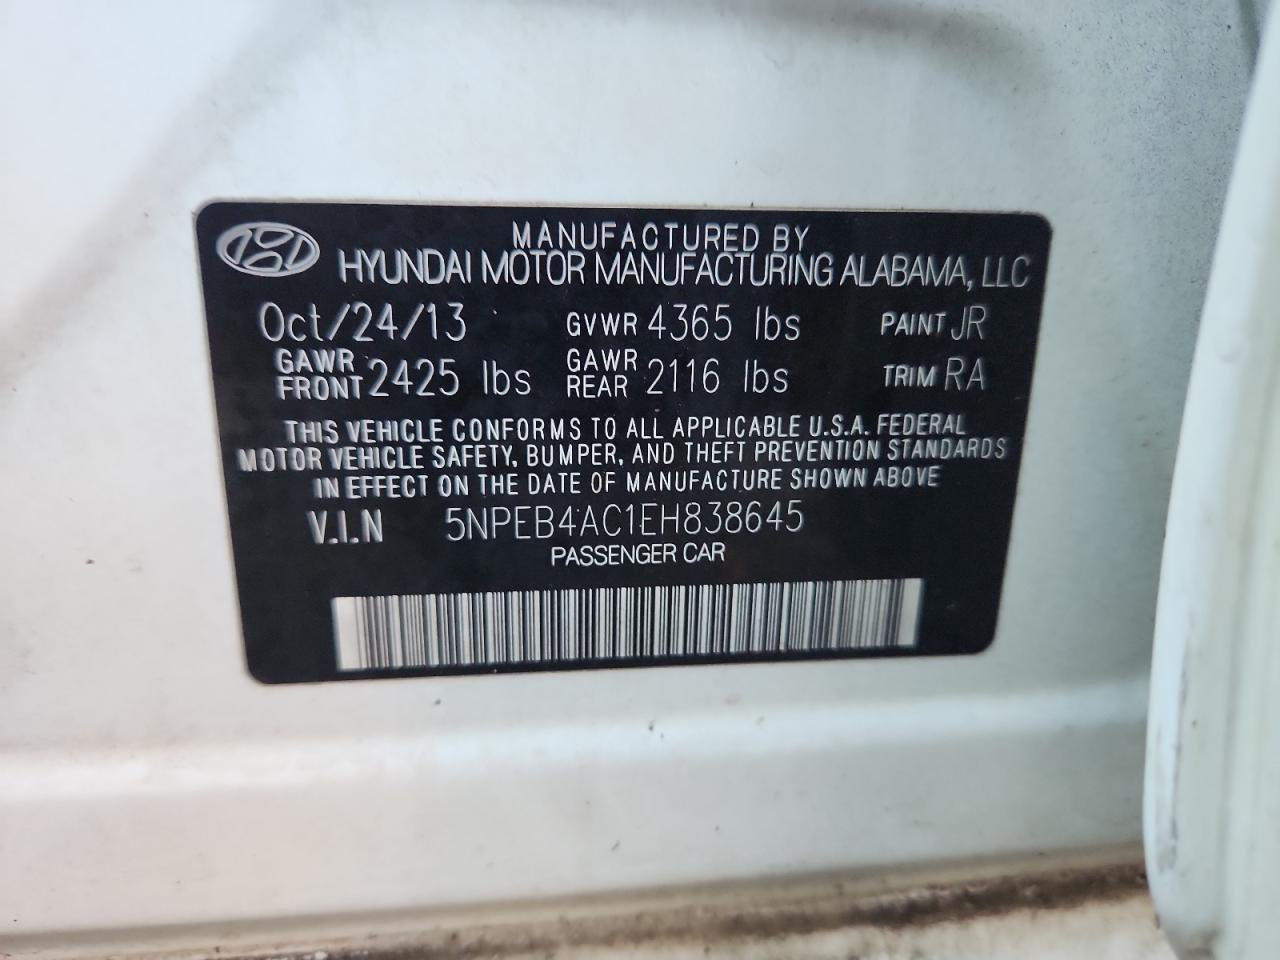 MANUFACTURED BY
HYUNDAI MOTOR MANUFACTURING ALABAMA, LLC
Oct/24/13 GVWR 4365 lbs PAINT JR
GAWR FRONT 2425 lbs GAWR REAR 2116 lbs TRIM RA
THIS VEHICLE CONFORMS TO ALL APPLICABLE U.S.A. FEDERAL
MOTOR VEHICLE SAFETY, BUMPER, AND THEFT PREVENTION STANDARDS
IN EFFECT ON THE DATE OF MANUFACTURE SHOWN ABOVE
V.I.N 5NPEB4AC1EH838645
PASSENGER CAR